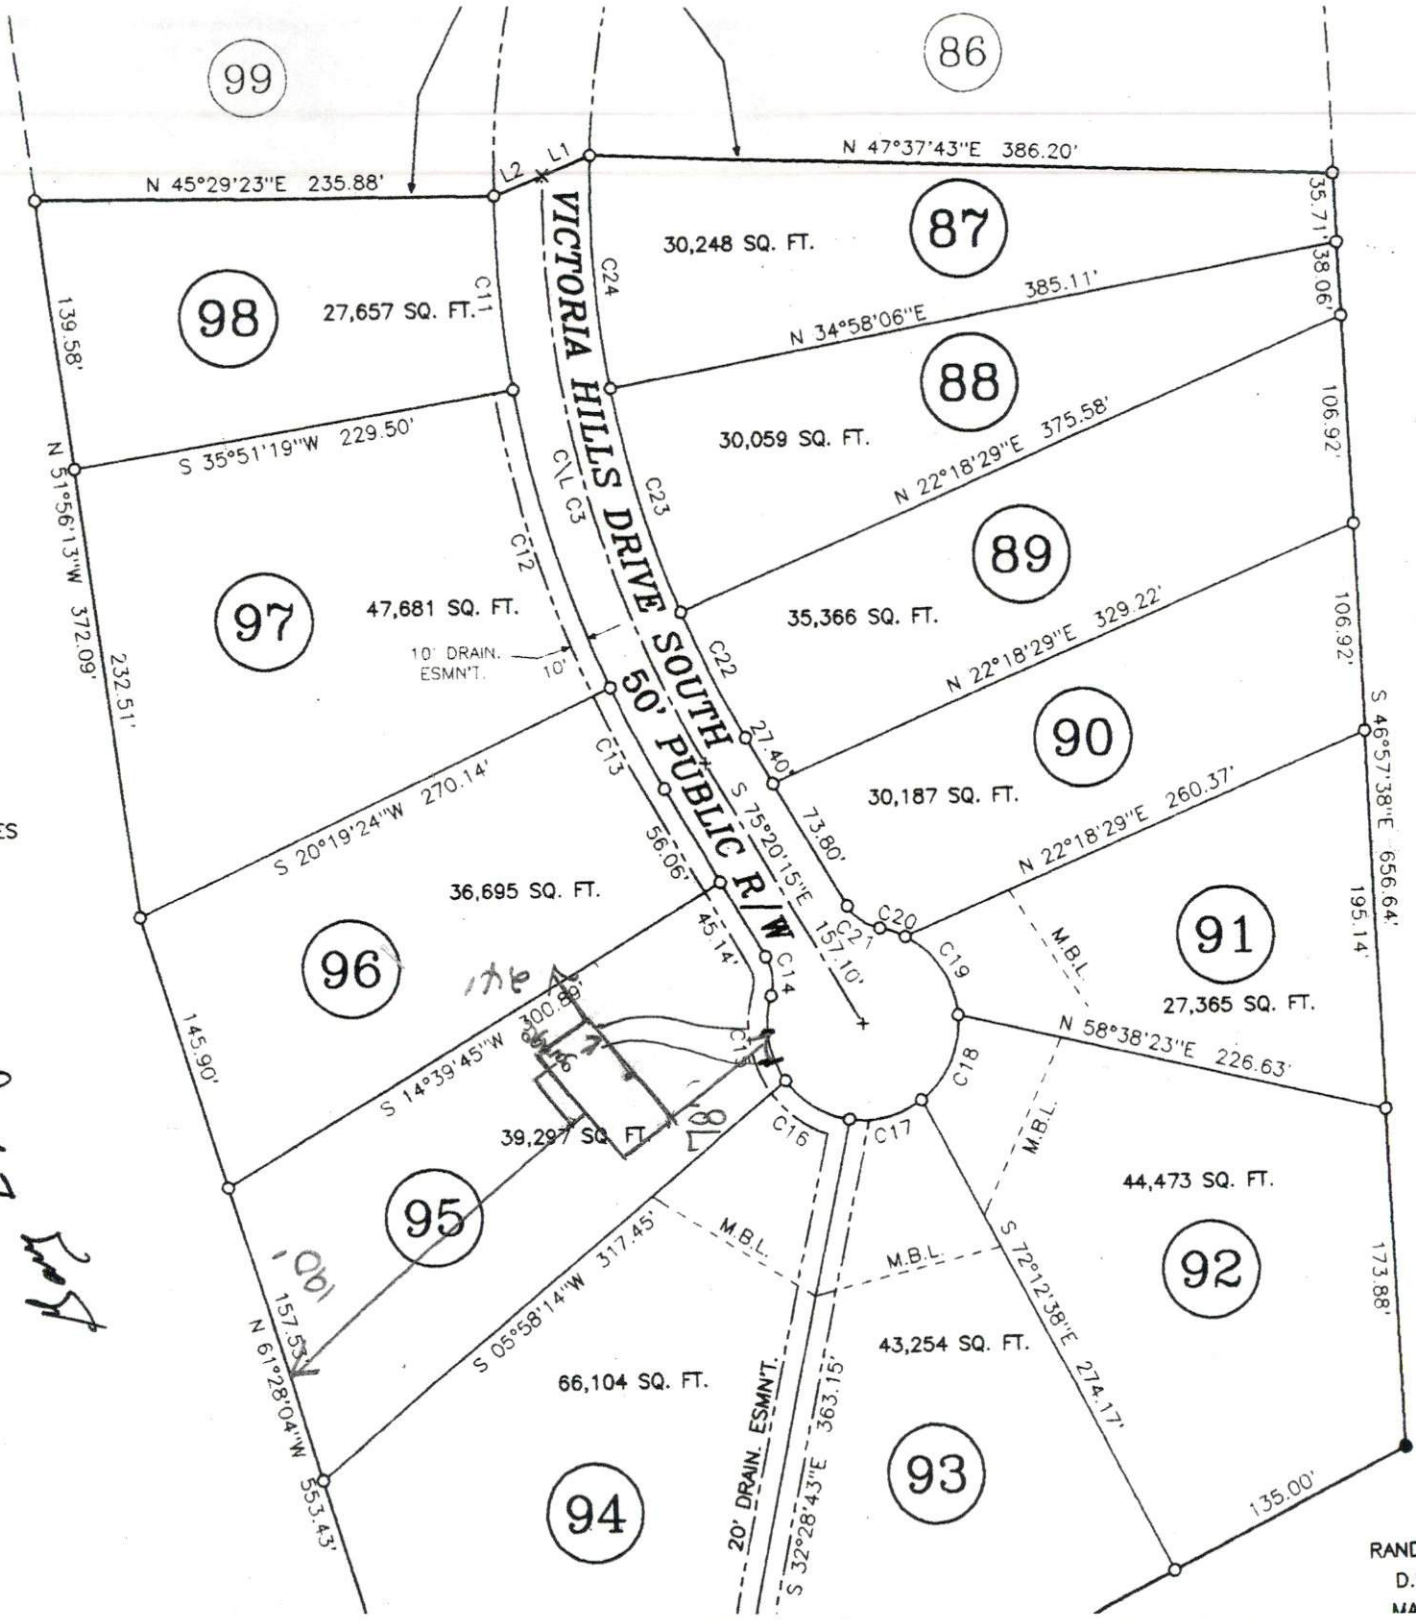 99
86
L2
L1
N 47°37'43"E 386.20'
N 45°29'23"E 235.88'
35.71'
87
30,248 SQ. FT.
C24
385.11'
38.06'
N 34°58'06"E
98
27,657 SQ. FT.
C11
139.58'
VICTORIA HILLS DRIVE SOUTH
50' PUBLIC R/W
88
30,059 SQ. FT.
N 22°18'29"E 375.58'
106.92'
S 35°51'19"W 229.50'
C\L C3
C23
N 51°56'13"W 372.09'
C12
89
35,366 SQ. FT.
97
47,681 SQ. FT.
10' DRAIN.
ESMN'T.
10'
232.51'
C22
N 22°18'29"E 329.22'
106.92'
27.40'
90
30,187 SQ. FT.
S 46°57'38"E 656.64'
C13
S 75°20'15"E 157.10'
73.80'
N 22°18'29"E 260.37'
S 20°19'24"W 270.14'
56.06'
ES
36,695 SQ. FT.
96
45.14'
C14
C21
C20
C19
M.B.L.
91
27,365 SQ. FT.
195.14'
24'
S 14°39'45"W 300.89'
garage
C15
145.90'
N 58°38'23"E 226.63'
C18
M.B.L.
C16
C17
78'
39,297 SQ. FT.
95
190'
157.53'
N 61°28'04"W 553.43'
S 05°58'14"W 317.45'
M.B.L.
M.B.L.
44,473 SQ. FT.
92
173.88'
S 72°12'38"E 274.17'
66,104 SQ. FT.
43,254 SQ. FT.
94
20' DRAIN. ESMN'T.
S 32°28'43"E 363.15'
93
135.00'
RAND
D.
MA